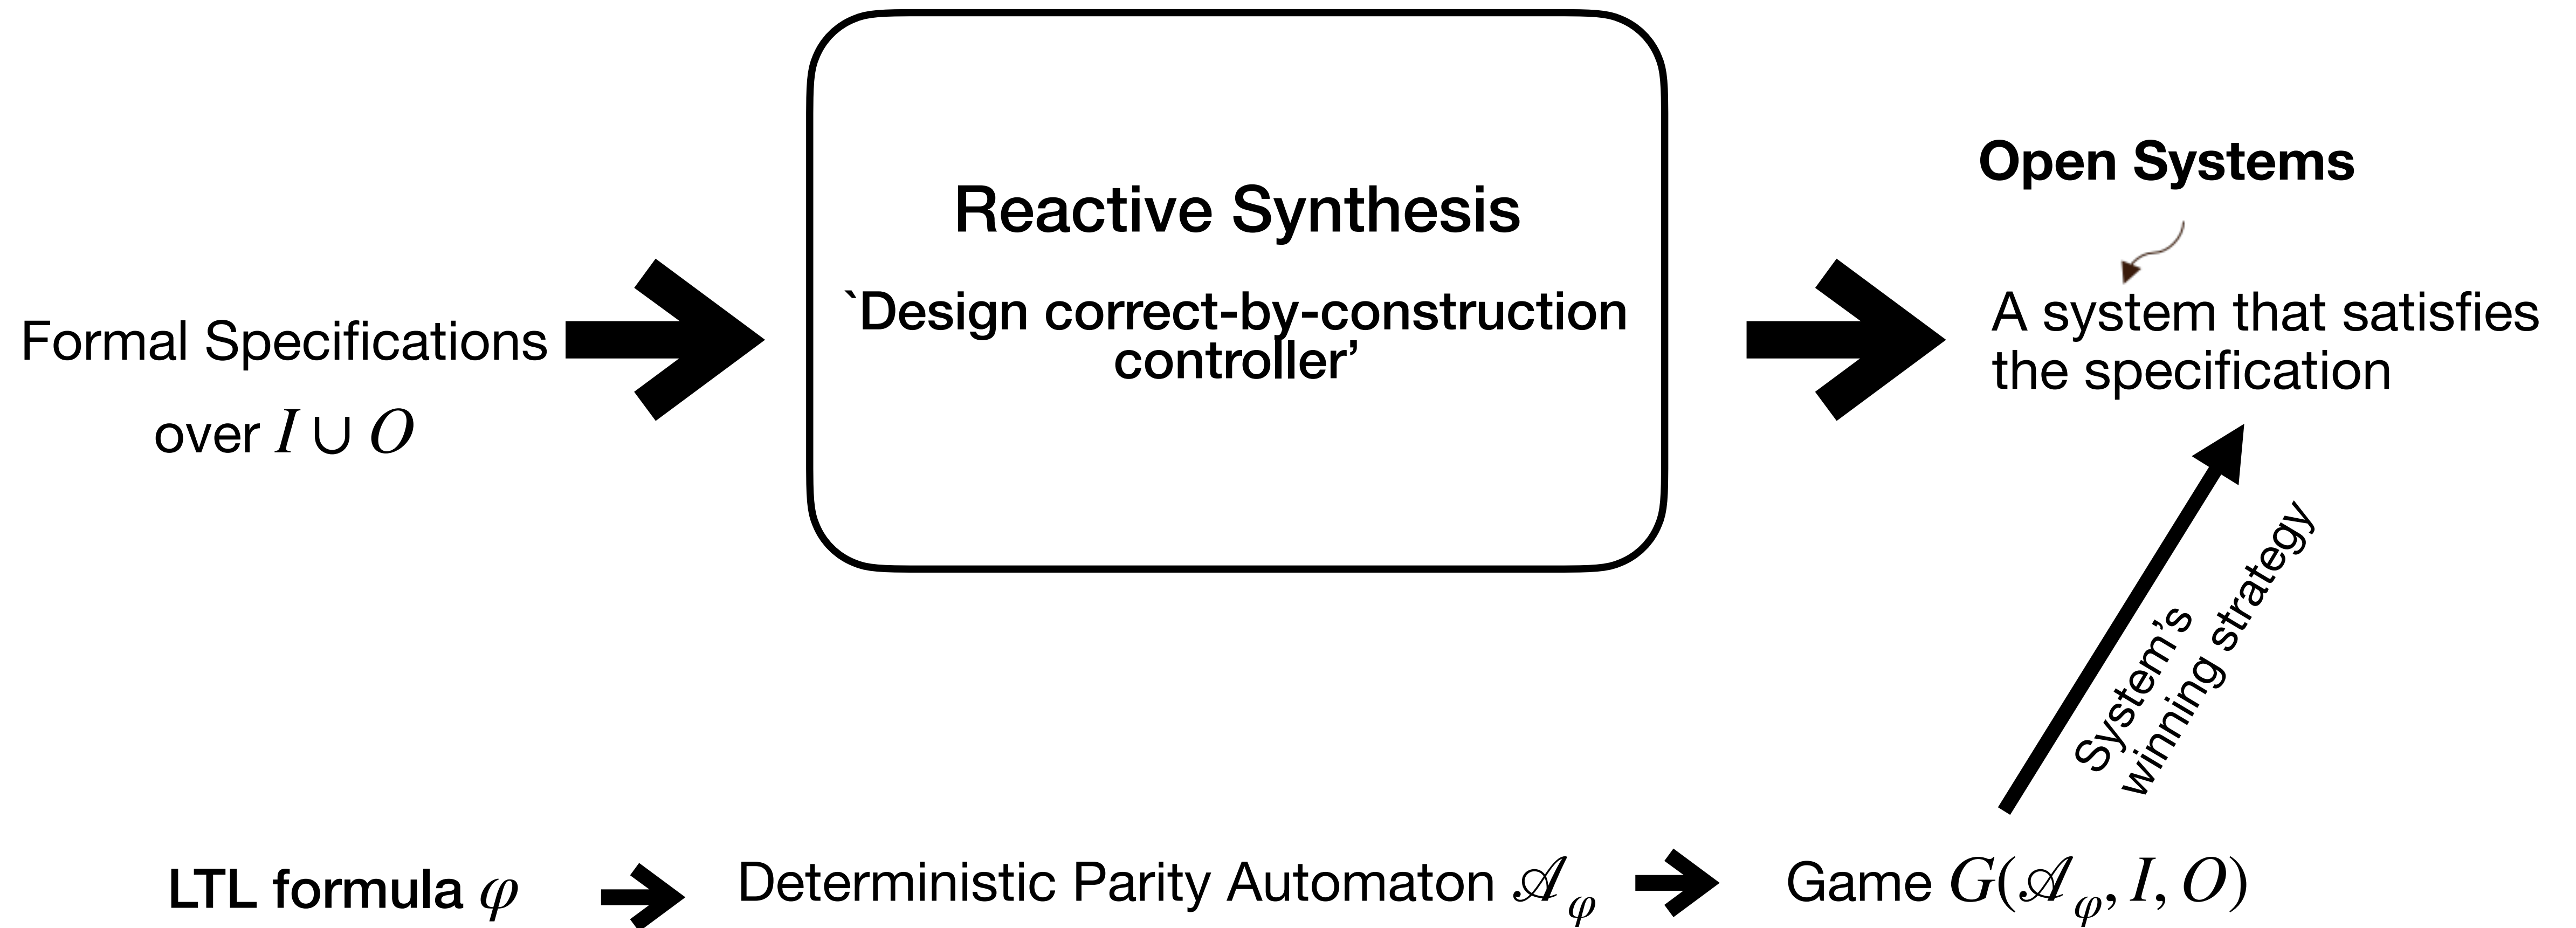 Open Systems
Reactive Synthesis
`Design correct-by-construction
controller’
Formal Specifications
over I ∪ O
A system that satisfies
the specification
System’s
winning strategy
LTL formula φ
Deterministic Parity Automaton 𝒜φ
Game G(𝒜φ, I, O)